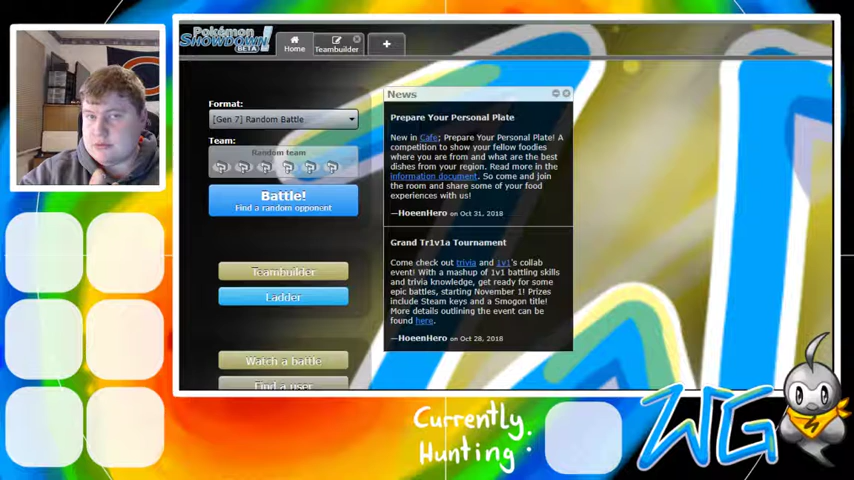 Pokémon
SHOWDOWN!
BETA
Home
Teambuilder
Format:
[Gen 7] Random Battle
Team:
Random team
Battle!
Find a random opponent
Teambuilder
Ladder
Watch a battle
Find a user
News
Prepare Your Personal Plate
New in Cafe: Prepare Your Personal Plate! A
competition to show your fellow foodies
where you are from and what are the best
dishes from your region. Read more in the
information document. So come and join
the room and share some of your food
experiences with us!
—HoeenHero on Oct 31, 2018
Grand Tr1v1a Tournament
Come check out trivia and 1v1's collab
event! With a mashup of 1v1 battling skills
and trivia knowledge, get ready for some
epic battles, starting November 1! Prizes
include Steam keys and a Smogon title!
More details outlining the event can be
found here.
—HoeenHero on Oct 28, 2018
Currently
Hunting:
WG